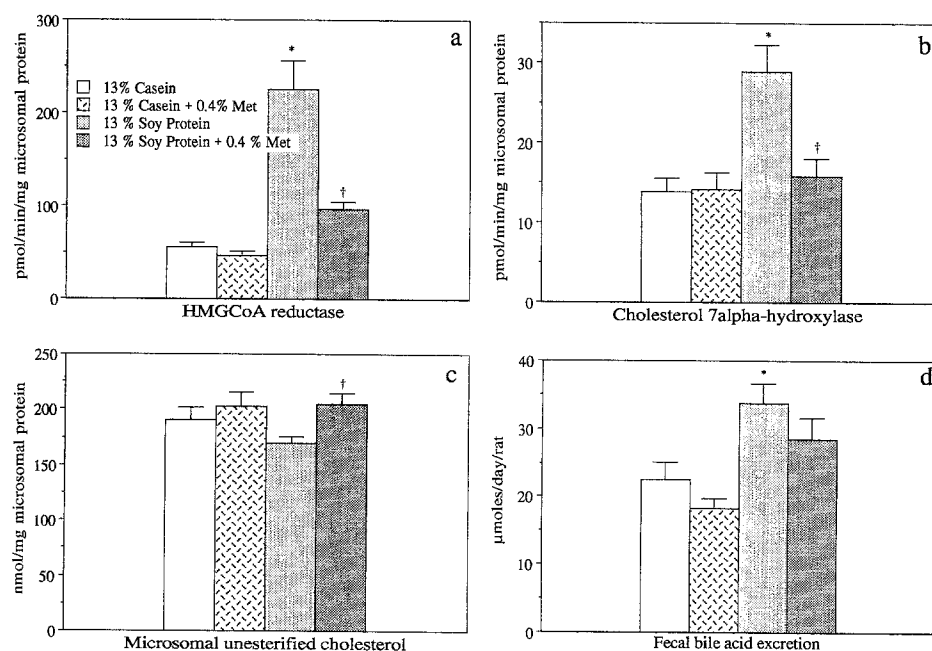 a
300
200
100
0
pmol/min/mg microsomal protein
*
†
13% Casein
13 % Casein + 0.4% Met
13 % Soy Protein
13 % Soy Protein + 0.4 % Met
HMGCoA reductase
b
30
20
10
0
pmol/min/mg microsomal protein
*
†
Cholesterol 7alpha-hydroxylase
c
250
200
150
100
50
0
nmol/mg microsomal protein
†
Microsomal unesterified cholesterol
d
40
30
20
10
0
µmoles/day/rat
*
Fecal bile acid excretion